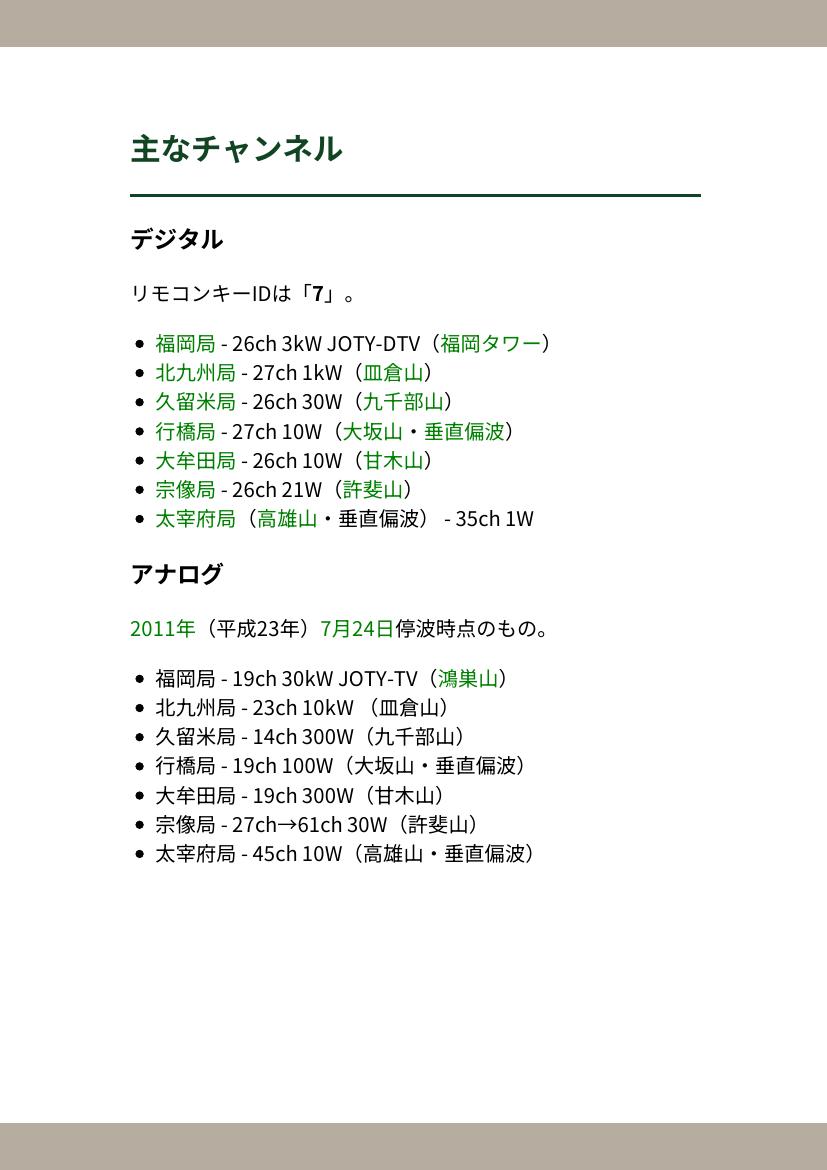 主なチャンネル
デジタル
リモコンキーIDは「7」。
福岡局 - 26ch 3kW JOTY-DTV（福岡タワー）
北九州局 - 27ch 1kW（皿倉山）
久留米局 - 26ch 30W（九千部山）
行橋局 - 27ch 10W（大坂山・垂直偏波）
大牟田局 - 26ch 10W（甘木山）
宗像局 - 26ch 21W（許斐山）
太宰府局（高雄山・垂直偏波） - 35ch 1W
アナログ
2011年（平成23年）7月24日停波時点のもの。
福岡局 - 19ch 30kW JOTY-TV（鴻巣山）
北九州局 - 23ch 10kW （皿倉山）
久留米局 - 14ch 300W（九千部山）
行橋局 - 19ch 100W（大坂山・垂直偏波）
大牟田局 - 19ch 300W（甘木山）
宗像局 - 27ch→61ch 30W（許斐山）
太宰府局 - 45ch 10W（高雄山・垂直偏波）